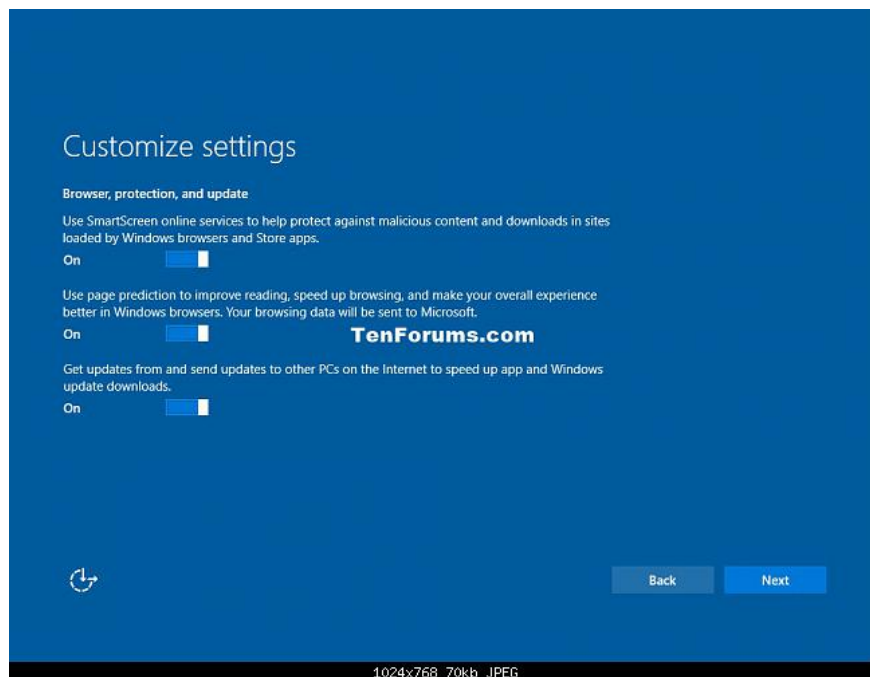 Customize settings
Browser, protection, and update
Use SmartScreen online services to help protect against malicious content and downloads in sites
loaded by Windows browsers and Store apps.
On
Use page prediction to improve reading, speed up browsing, and make your overall experience
better in Windows browsers. Your browsing data will be sent to Microsoft.
On
TenForums.com
Get updates from and send updates to other PCs on the Internet to speed up app and Windows
update downloads.
On
Back
Next
1024x768 70kb JPEG